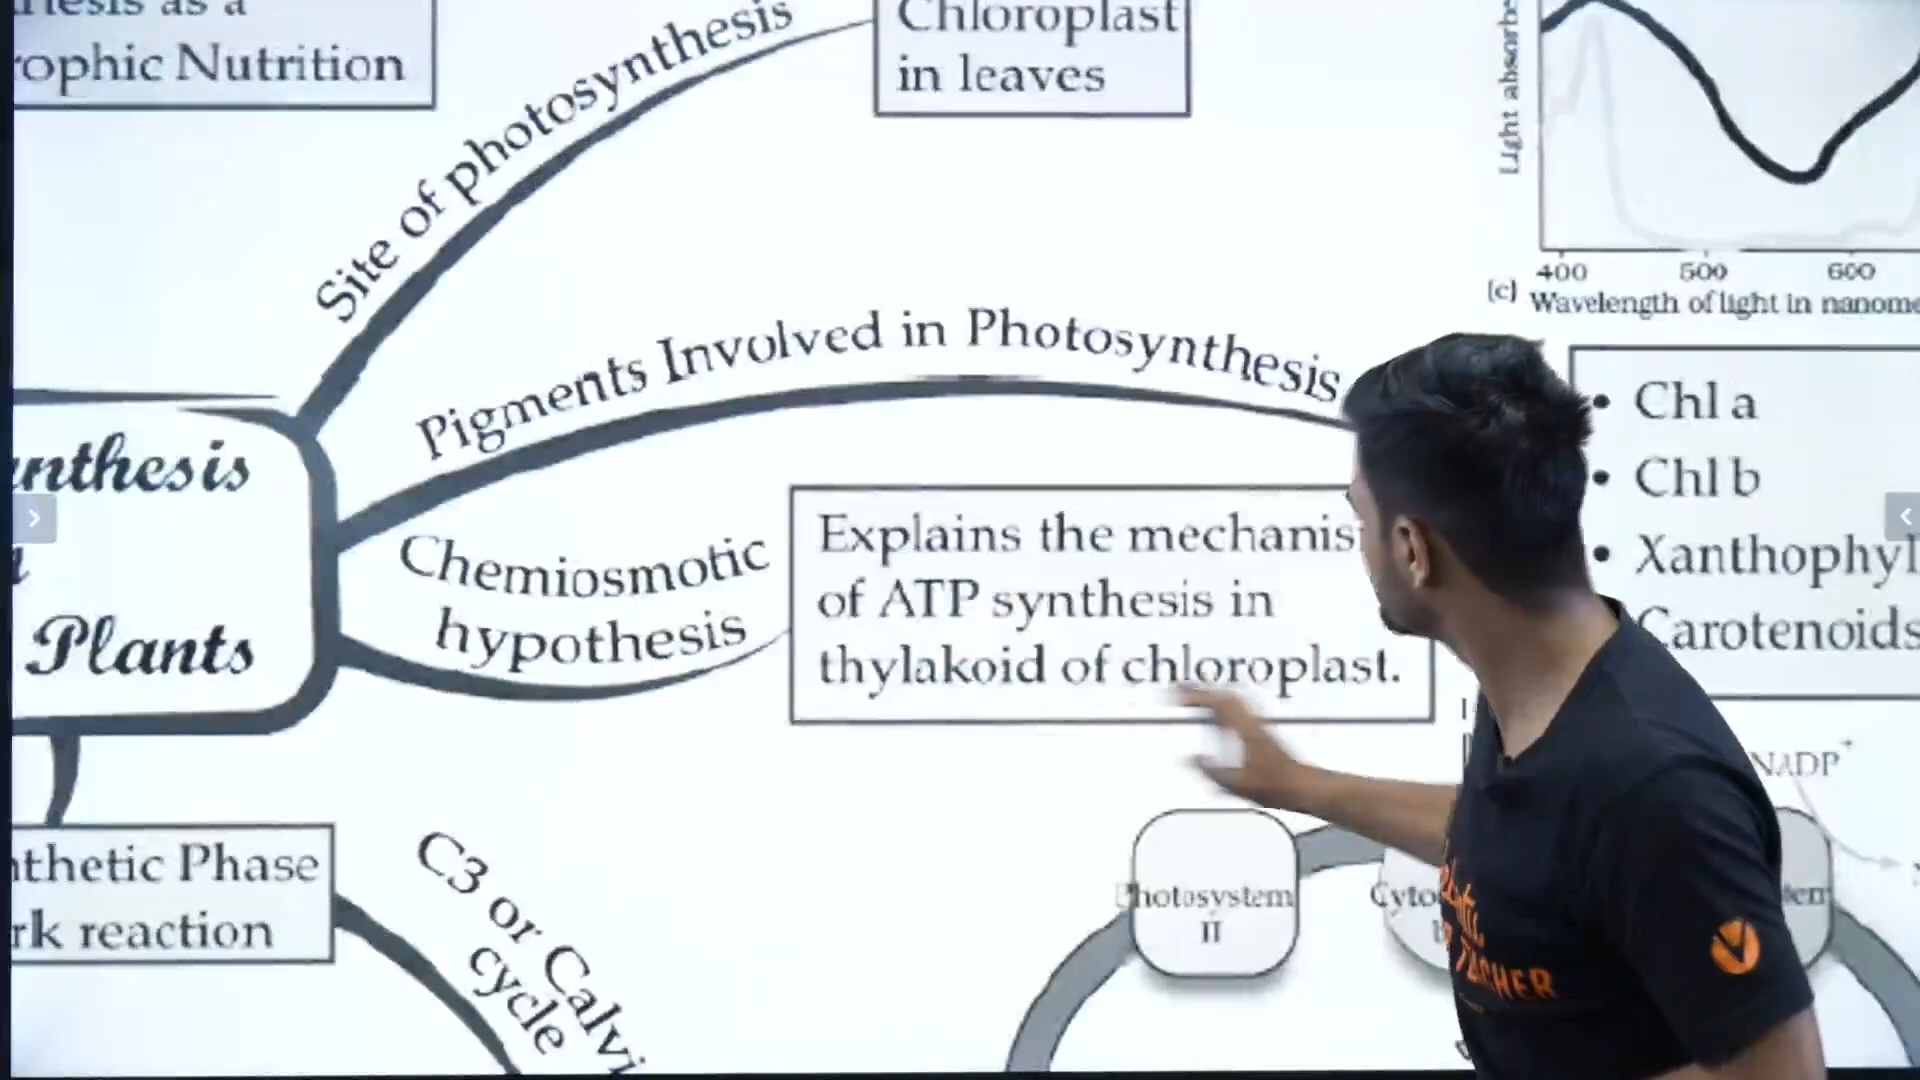 rophic Nutrition
Site of photosynthesis
Chloroplast
in leaves
Light absorbe
400 500 600
(c) Wavelength of light in nanome
Pigments Involved in Photosynthesis
• Chl a
• Chl b
• Xanthophyl
Carotenoids
nthesis
Plants
Chemiosmotic
hypothesis
Explains the mechanis
of ATP synthesis in
thylakoid of chloroplast.
NADP+
thetic Phase
rk reaction
C3 or Calvi
cycle
Photosystem
II
Cyto